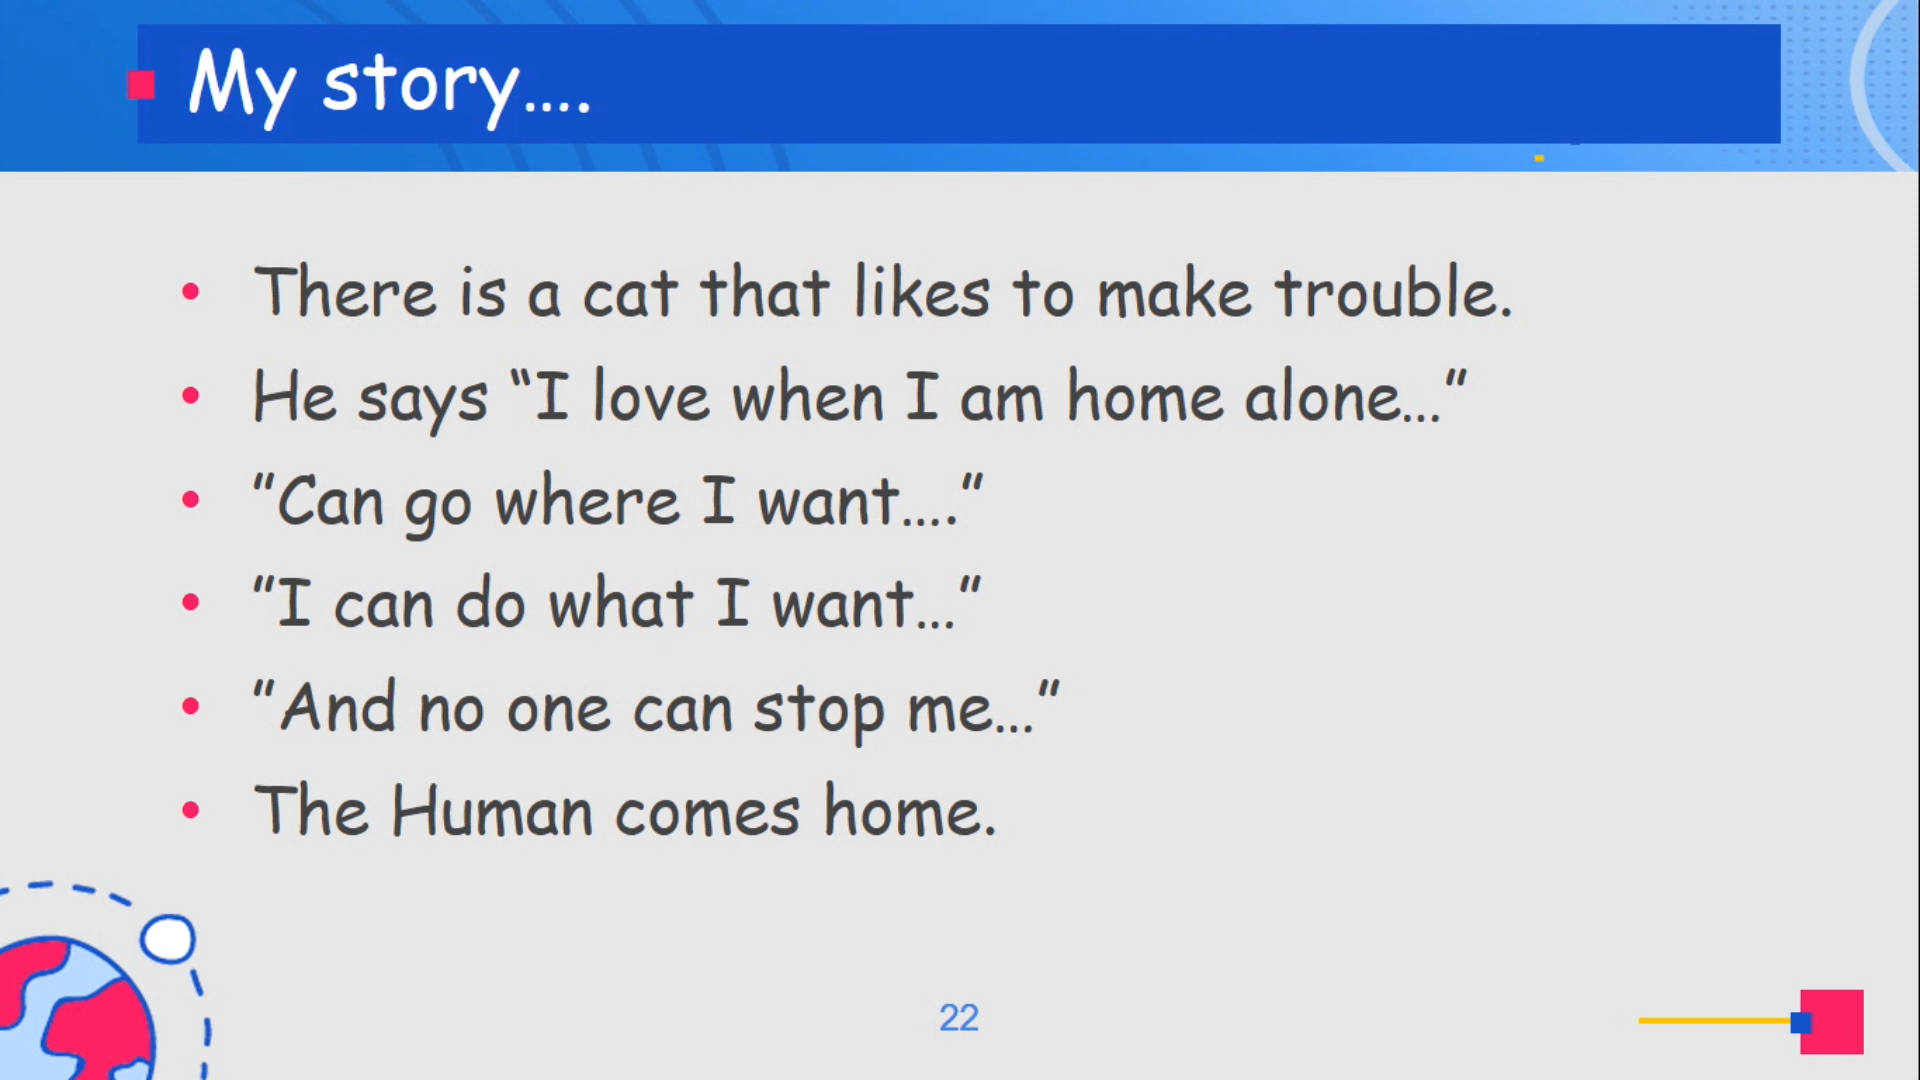 My story....
• There is a cat that likes to make trouble.
• He says “I love when I am home alone...”
• ”Can go where I want....”
• ”I can do what I want...”
• ”And no one can stop me...”
• The Human comes home.
22